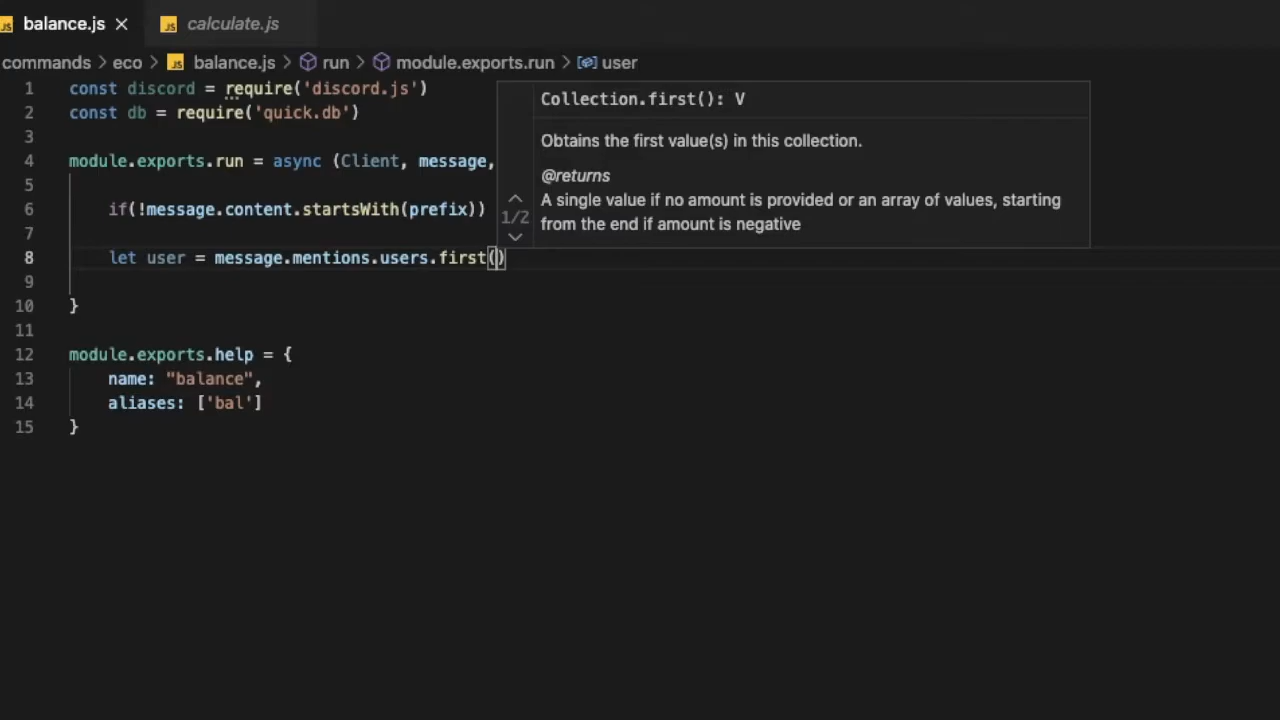 JS balance.js × JS calculate.js
commands > eco > JS balance.js > run > module.exports.run > user
1 const discord = require('discord.js')
2 const db = require('quick.db')
3
4 module.exports.run = async (Client, message,
5
6 if(!message.content.startsWith(prefix))
7
8 let user = message.mentions.users.first()
9
10 }
11
12 module.exports.help = {
13 name: "balance",
14 aliases: ['bal']
15 }
Collection.first(): V
Obtains the first value(s) in this collection.
@returns
1/2 A single value if no amount is provided or an array of values, starting
from the end if amount is negative